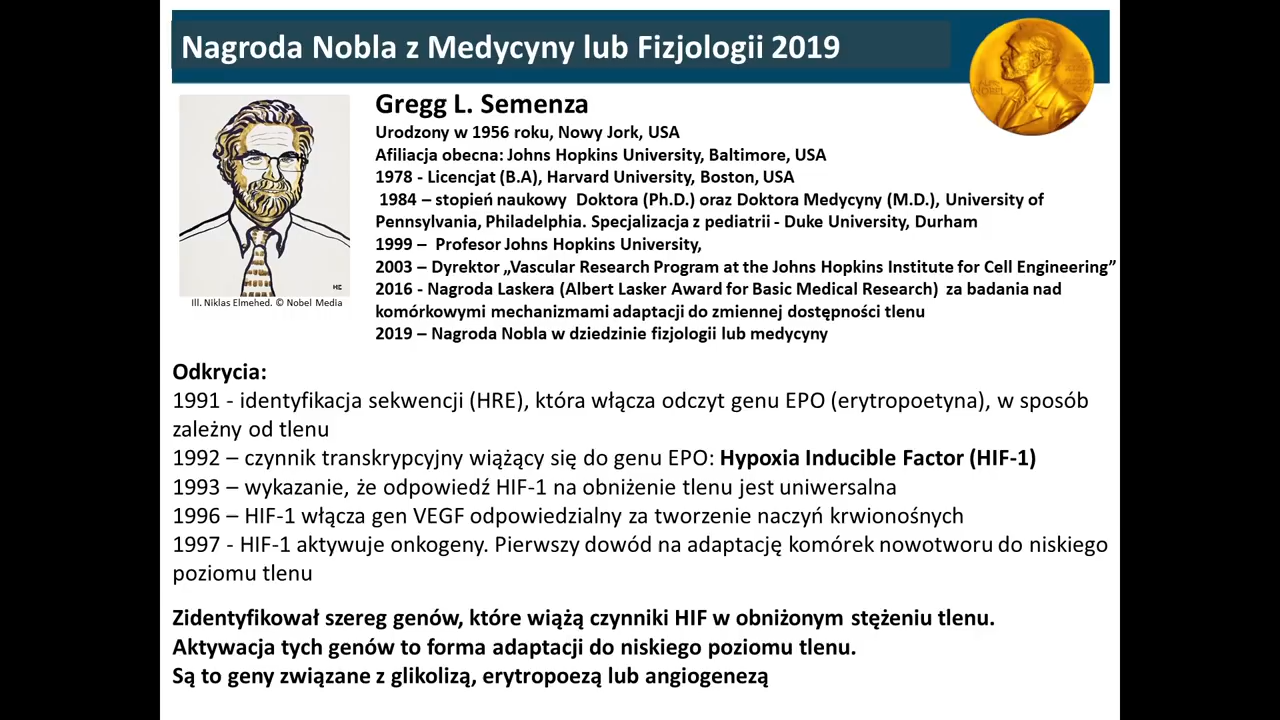 Nagroda Nobla z Medycyny lub Fizjologii 2019
Gregg L. Semenza
Urodzony w 1956 roku, Nowy Jork, USA
Afiliacja obecna: Johns Hopkins University, Baltimore, USA
1978 - Licencjat (B.A), Harvard University, Boston, USA
1984 – stopień naukowy Doktora (Ph.D.) oraz Doktora Medycyny (M.D.), University of
Pennsylvania, Philadelphia. Specjalizacja z pediatrii - Duke University, Durham
1999 – Profesor Johns Hopkins University,
2003 – Dyrektor „Vascular Research Program at the Johns Hopkins Institute for Cell Engineering”
2016 - Nagroda Laskera (Albert Lasker Award for Basic Medical Research) za badania nad
komórkowymi mechanizmami adaptacji do zmiennej dostępności tlenu
2019 – Nagroda Nobla w dziedzinie fizjologii lub medycyny
Ill. Niklas Elmehed. © Nobel Media
Odkrycia:
1991 - identyfikacja sekwencji (HRE), która włącza odczyt genu EPO (erytropoetyna), w sposób
zależny od tlenu
1992 – czynnik transkrypcyjny wiążący się do genu EPO: Hypoxia Inducible Factor (HIF-1)
1993 – wykazanie, że odpowiedź HIF-1 na obniżenie tlenu jest uniwersalna
1996 – HIF-1 włącza gen VEGF odpowiedzialny za tworzenie naczyń krwionośnych
1997 - HIF-1 aktywuje onkogeny. Pierwszy dowód na adaptację komórek nowotworu do niskiego
poziomu tlenu
Zidentyfikował szereg genów, które wiążą czynniki HIF w obniżonym stężeniu tlenu.
Aktywacja tych genów to forma adaptacji do niskiego poziomu tlenu.
Są to geny związane z glikolizą, erytropoezą lub angiogenezą